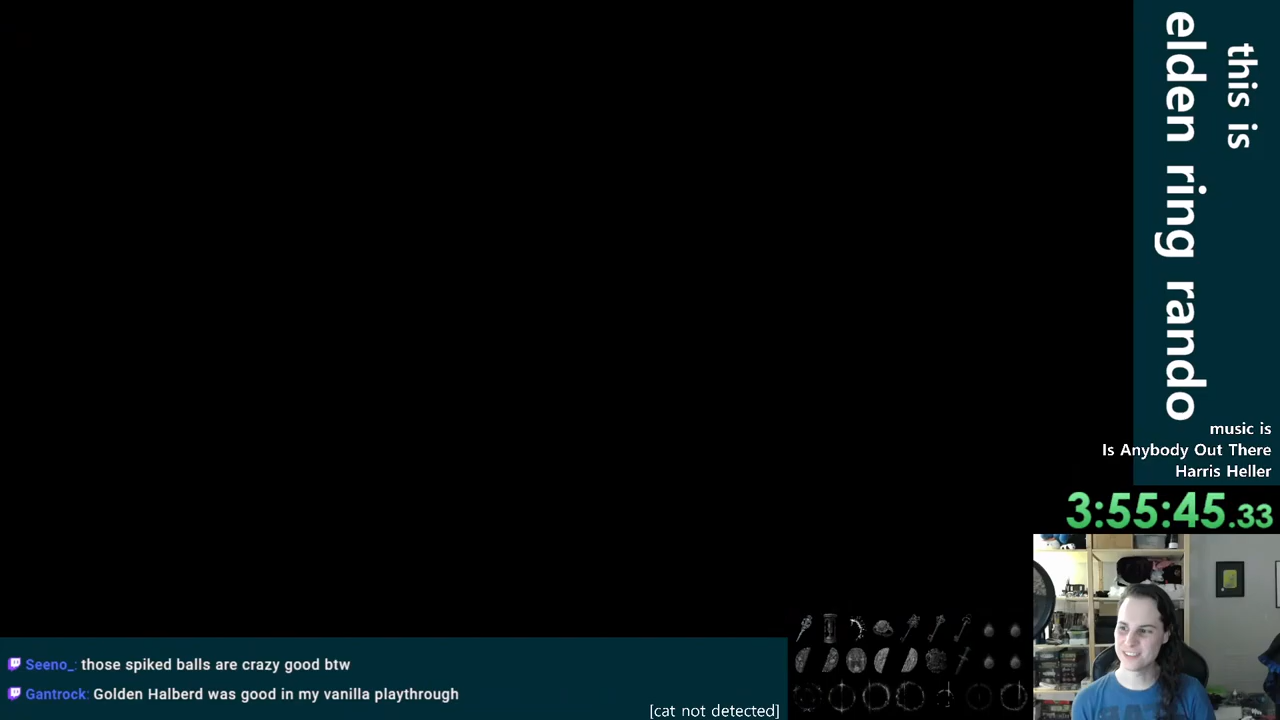 this is
elden ring rando
music is
Is Anybody Out There
Harris Heller
3:55:45.33
Seeno_: those spiked balls are crazy good btw
Gantrock: Golden Halberd was good in my vanilla playthrough
[cat not detected]